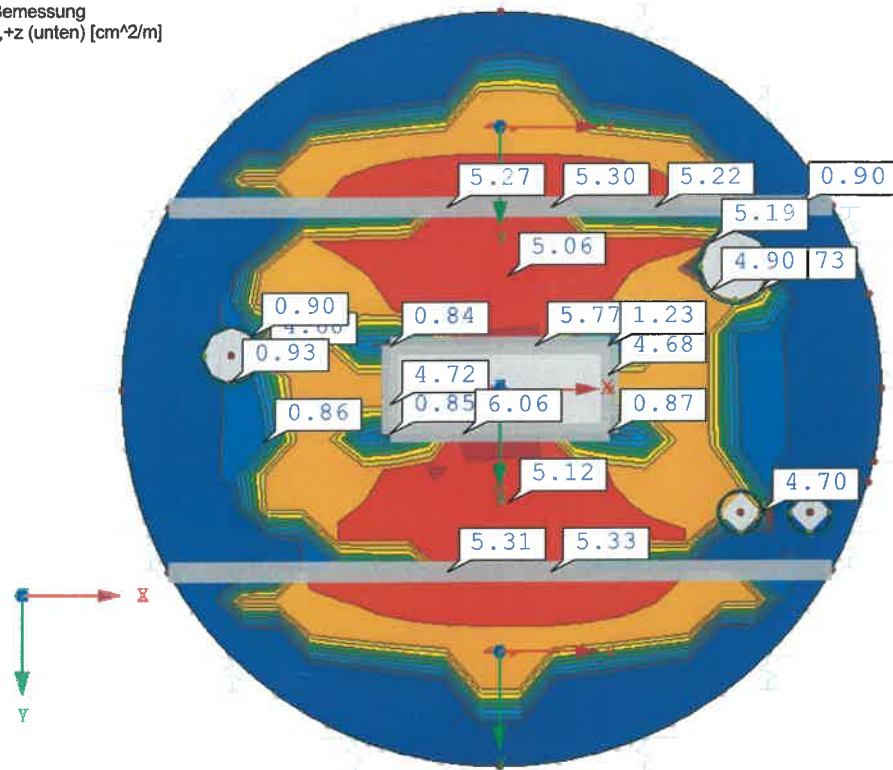 Bemessung
,+z (unten) [cm^2/m]
5.27 5.30 5.22 0.90
5.19
5.06
4.90 73
0.90
0.84 5.77 1.23
0.93 4.68
4.72
0.86 0.85 6.06 0.87
X
5.12
4.70
5.31 5.33
X
Y